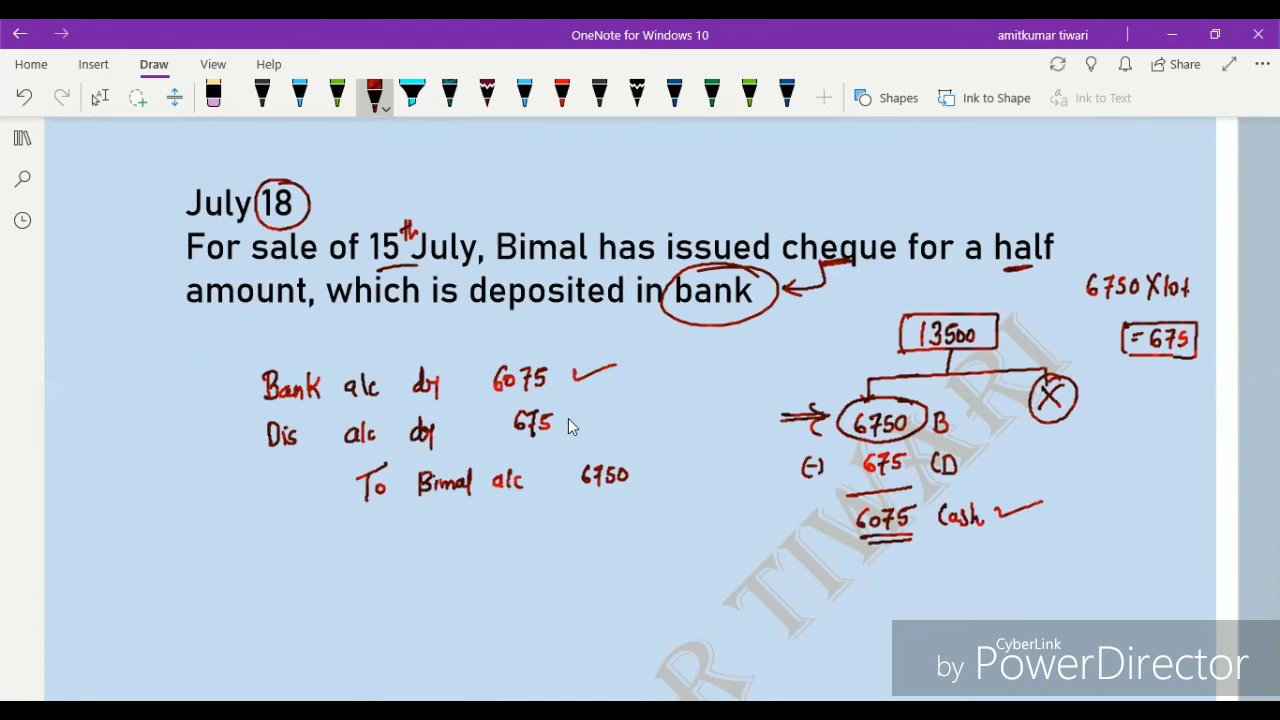 OneNote for Windows 10
amitkumar tiwari
Home Insert Draw View Help
Share
Shapes Ink to Shape Ink to Text
July 18
For sale of 15th July, Bimal has issued cheque for a half
amount, which is deposited in bank
6750 X 10%
= 675
13500
X
6750 B
(-) 675 CD
6075 Cash
Bank a/c dr 6075
Dis a/c dr 675
To Bimal a/c 6750
R TIWARI
CyberLink
by PowerDirector